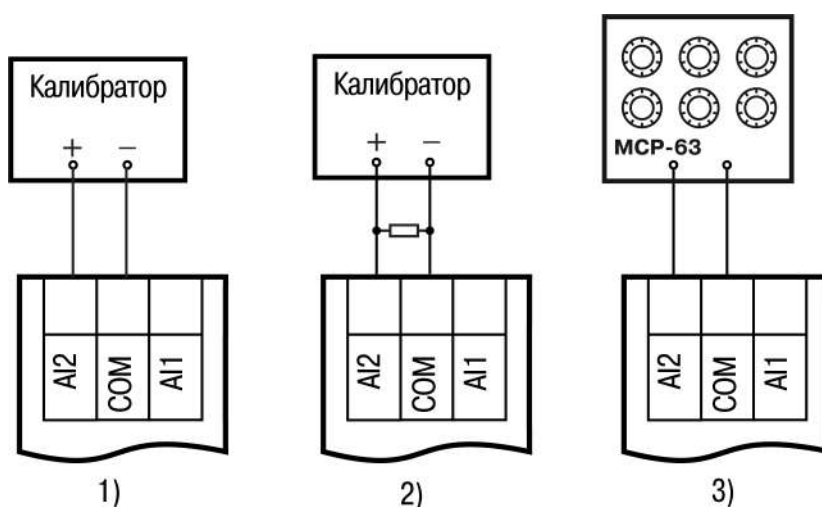 Калибратор
+ −
AI2 COM AI1
1)
Калибратор
+ −
AI2 COM AI1
2)
МСР-63
AI2 COM AI1
3)